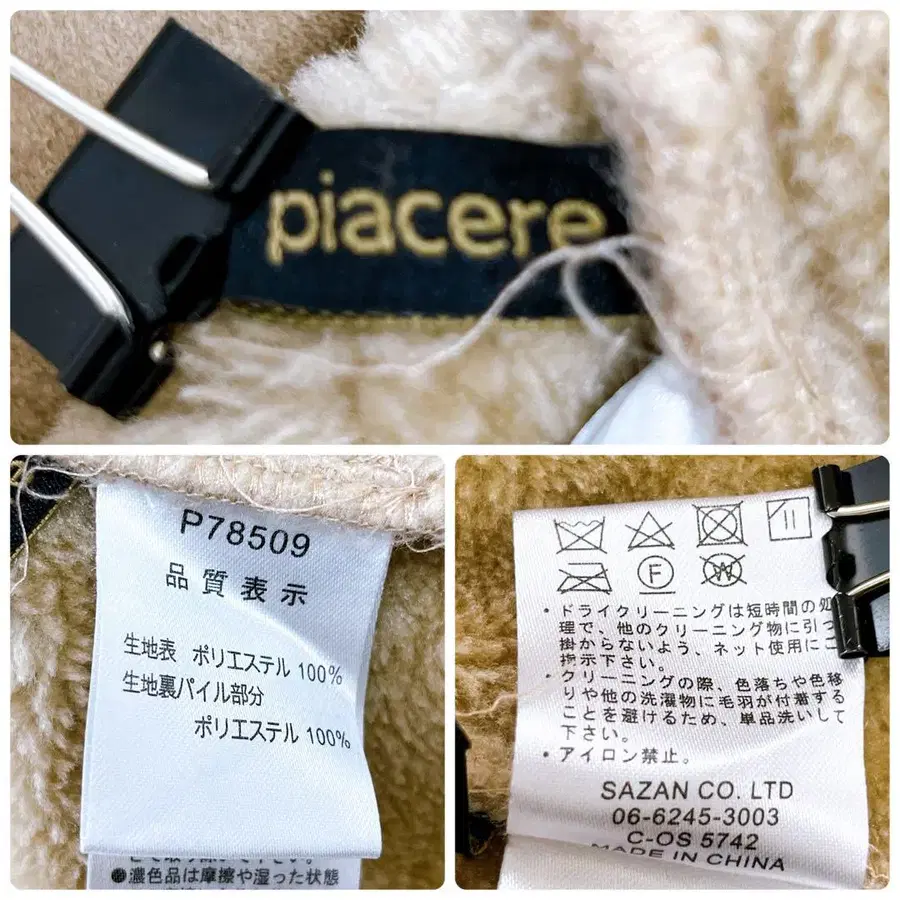 piacere
P78509
品質表示
生地表 ポリエステル 100%
生地裏パイル部分
ポリエステル 100%
●濃色品は摩擦や湿った状態
F
W
・ドライクリーニングは短時間の処
理で、他のクリーニング物に引っ
掛からないよう、ネット使用にご
指示下さい。
・クリーニングの際、色落ちや色移
りや他の洗濯物に毛羽が付着する
ことを避けるため、単品洗いして
下さい。
・アイロン禁止。
SAZAN CO. LTD
06-6245-3003
C-OS 5742
MADE IN CHINA